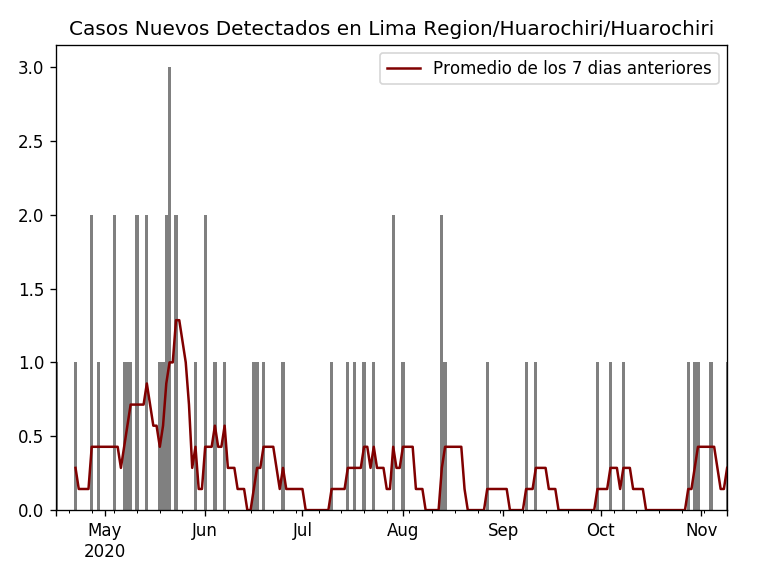 Casos Nuevos Detectados en Lima Region/Huarochiri/Huarochiri
Promedio de los 7 dias anteriores
3.0
2.5
2.0
1.5
1.0
0.5
0.0
May Jun Jul Aug Sep Oct Nov
2020